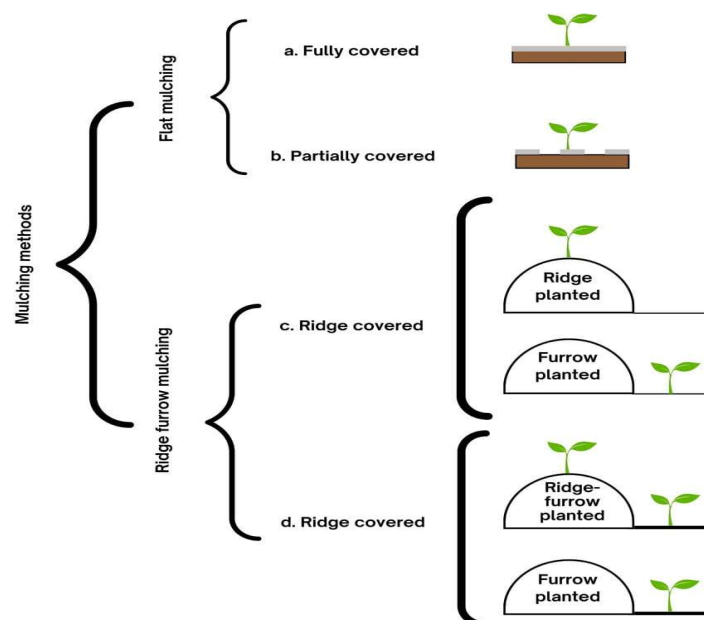 Mulching methods
Flat mulching
a. Fully covered
b. Partially covered
Ridge furrow mulching
c. Ridge covered
Ridge
planted
Furrow
planted
d. Ridge covered
Ridge-
furrow
planted
Furrow
planted